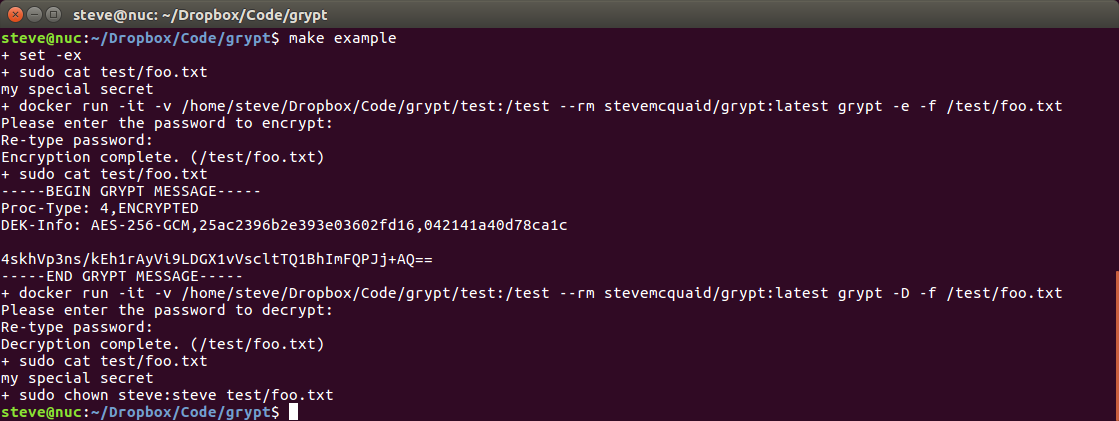 steve@nuc: ~/Dropbox/Code/grypt
steve@nuc:~/Dropbox/Code/grypt$ make example
+ set -ex
+ sudo cat test/foo.txt
my special secret
+ docker run -it -v /home/steve/Dropbox/Code/grypt/test:/test --rm stevemcquaid/grypt:latest grypt -e -f /test/foo.txt
Please enter the password to encrypt:
Re-type password:
Encryption complete. (/test/foo.txt)
+ sudo cat test/foo.txt
-----BEGIN GRYPT MESSAGE-----
Proc-Type: 4,ENCRYPTED
DEK-Info: AES-256-GCM,25ac2396b2e393e03602fd16,042141a40d78ca1c

4skhVp3ns/kEh1rAyVi9LDGX1vVscltTQ1BhImFQPJj+AQ==
-----END GRYPT MESSAGE-----
+ docker run -it -v /home/steve/Dropbox/Code/grypt/test:/test --rm stevemcquaid/grypt:latest grypt -D -f /test/foo.txt
Please enter the password to decrypt:
Re-type password:
Decryption complete. (/test/foo.txt)
+ sudo cat test/foo.txt
my special secret
+ sudo chown steve:steve test/foo.txt
steve@nuc:~/Dropbox/Code/grypt$